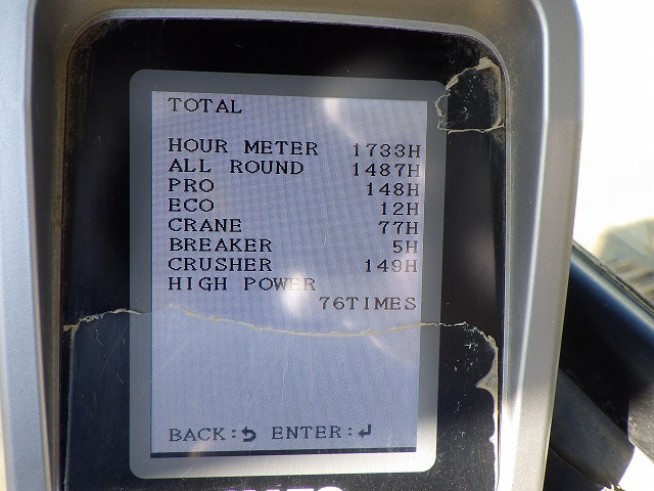 TOTAL
HOUR METER 1733H
ALL ROUND 1487H
PRO 148H
ECO 12H
CRANE 77H
BREAKER 5H
CRUSHER 149H
HIGH POWER
76TIMES
BACK:⮌ ENTER:↲